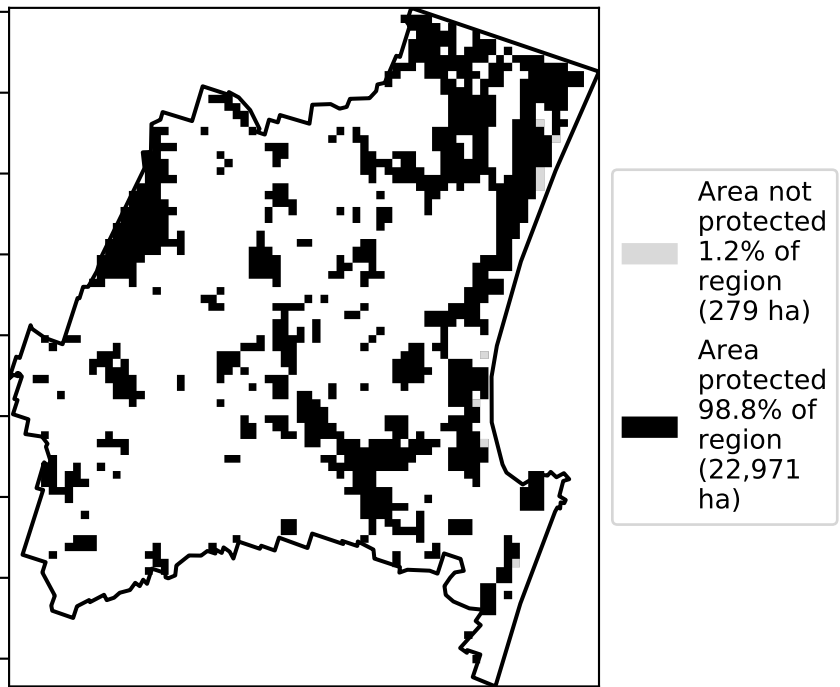 Area not
protected
1.2% of
region
(279 ha)
Area
protected
98.8% of
region
(22,971
ha)